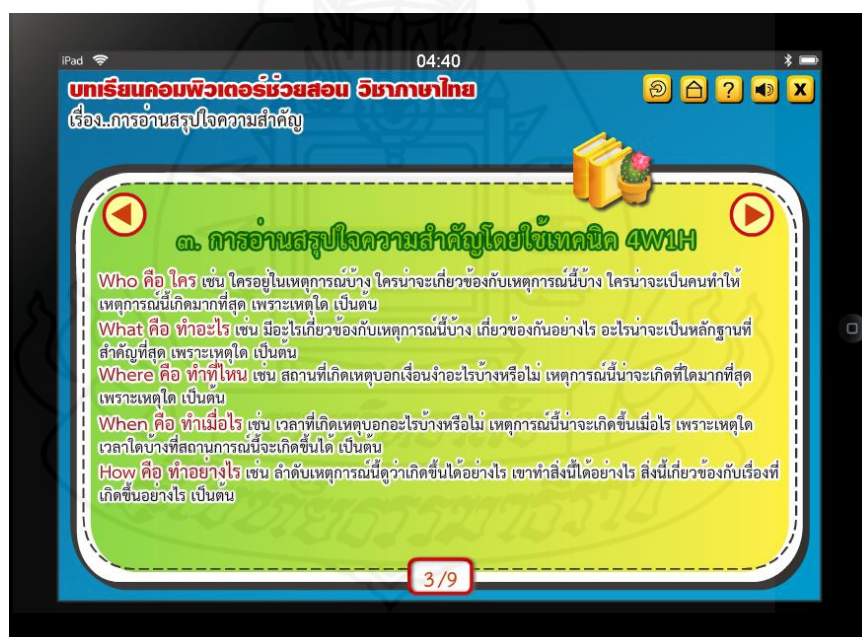 iPad 04:40
บทเรียนคอมพิวเตอร์ช่วยสอน วิชาภาษาไทย
? X
เรื่อง..การอ่านสรุปใจความสำคัญ
๓. การอ่านสรุปใจความสำคัญโดยใช้เทคนิค 4W1H
Who คือ ใคร เช่น ใครอยู่ในเหตุการณ์บ้าง ใครน่าจะเกี่ยวข้องกับเหตุการณ์นี้บ้าง ใครน่าจะเป็นคนทำให้
เหตุการณ์นี้เกิดมากที่สุด เพราะเหตุใด เป็นต้น
What คือ ทำอะไร เช่น มีอะไรเกี่ยวข้องกับเหตุการณ์นี้บ้าง เกี่ยวข้องกันอย่างไร อะไรน่าจะเป็นหลักฐานที่
สำคัญที่สุด เพราะเหตุใด เป็นต้น
Where คือ ทำที่ไหน เช่น สถานที่เกิดเหตุบอกเงื่อนงำอะไรบ้างหรือไม่ เหตุการณ์นี้น่าจะเกิดที่ใดมากที่สุด
เพราะเหตุใด เป็นต้น
When คือ ทำเมื่อไร เช่น เวลาที่เกิดเหตุบอกอะไรบ้างหรือไม่ เหตุการณ์นี้น่าจะเกิดขึ้นเมื่อไร เพราะเหตุใด
เวลาใดบ้างที่สถานการณ์นี้จะเกิดขึ้นได้ เป็นต้น
How คือ ทำอย่างไร เช่น ลำดับเหตุการณ์นี้ดูว่าเกิดขึ้นได้อย่างไร เขาทำสิ่งนี้ได้อย่างไร สิ่งนี้เกี่ยวข้องกับเรื่องที่
เกิดขึ้นอย่างไร เป็นต้น
3/9